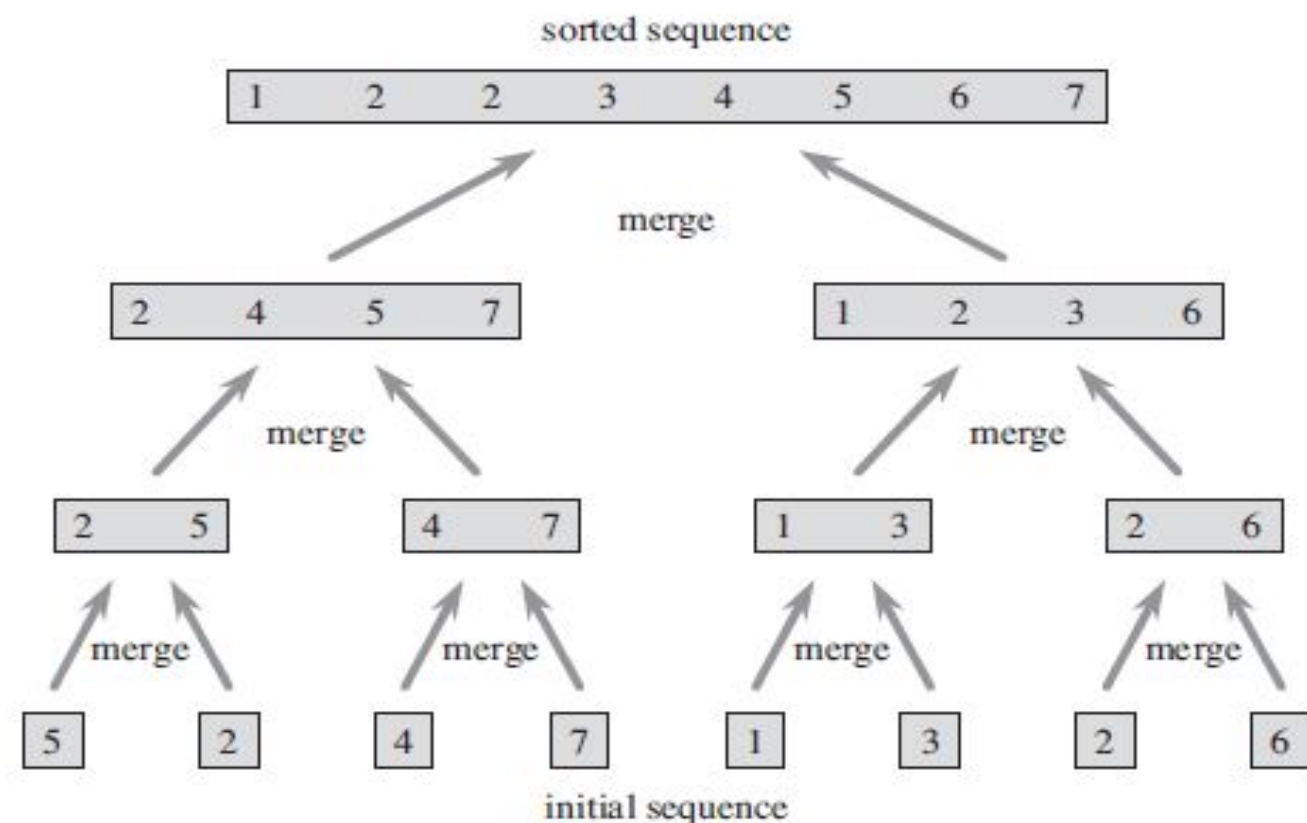 sorted sequence
1 2 2 3 4 5 6 7
merge
2 4 5 7 1 2 3 6
merge merge
2 5 4 7 1 3 2 6
merge merge merge merge
5 2 4 7 1 3 2 6
initial sequence